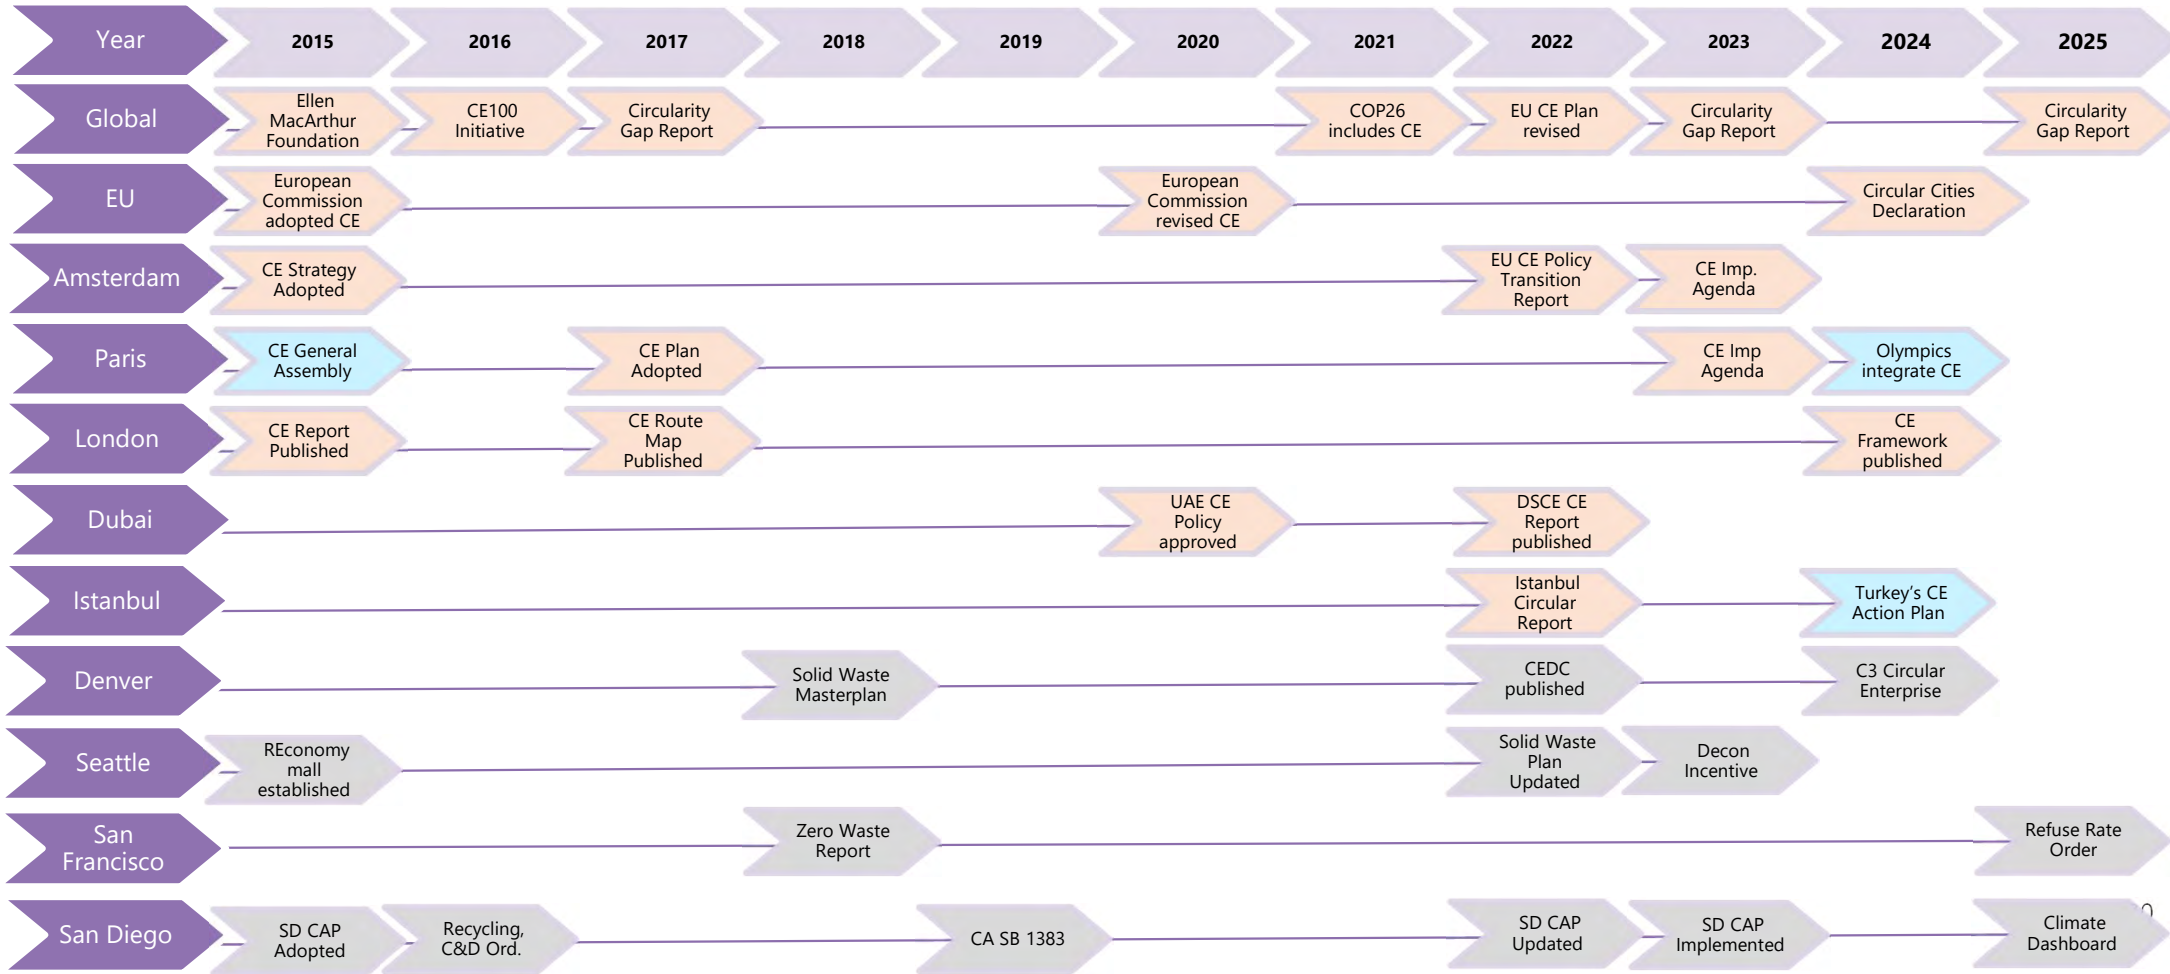 Year
2015
2016
2017
2018
2019
2020
2021
2022
2023
2024
2025
Global
Ellen
MacArthur
Foundation
CE100
Initiative
Circularity
Gap Report
COP26
includes CE
EU CE Plan
revised
Circularity
Gap Report
Circularity
Gap Report
EU
European
Commission
adopted CE
European
Commission
revised CE
Circular Cities
Declaration
Amsterdam
CE Strategy
Adopted
EU CE Policy
Transition
Report
CE Imp.
Agenda
Paris
CE General
Assembly
CE Plan
Adopted
CE Imp
Agenda
Olympics
integrate CE
London
CE Report
Published
CE Route
Map
Published
CE
Framework
published
Dubai
UAE CE
Policy
approved
DSCE CE
Report
published
Istanbul
Istanbul
Circular
Report
Turkey’s CE
Action Plan
Denver
Solid Waste
Masterplan
CEDC
published
C3 Circular
Enterprise
Seattle
REconomy
mall
established
Solid Waste
Plan
Updated
Decon
Incentive
San
Francisco
Zero Waste
Report
Refuse Rate
Order
San Diego
SD CAP
Adopted
Recycling,
C&D Ord.
CA SB 1383
SD CAP
Updated
SD CAP
Implemented
Climate
Dashboard